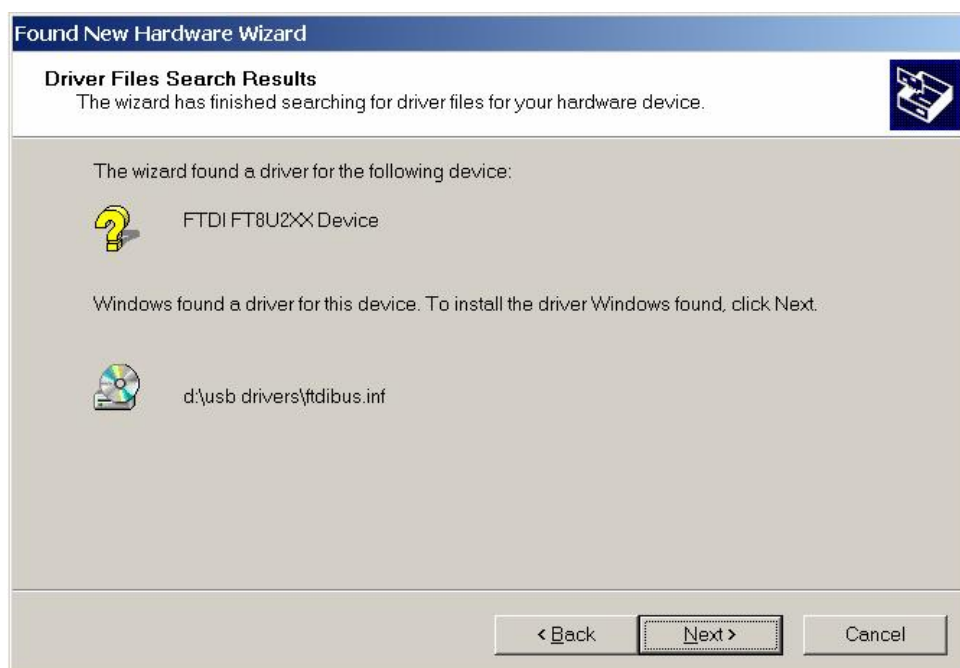 Found New Hardware Wizard
Driver Files Search Results
The wizard has finished searching for driver files for your hardware device.
The wizard found a driver for the following device:
FTDI FT8U2XX Device
Windows found a driver for this device. To install the driver Windows found, click Next.
d:\usb drivers\ftdibus.inf
< Back
Next >
Cancel